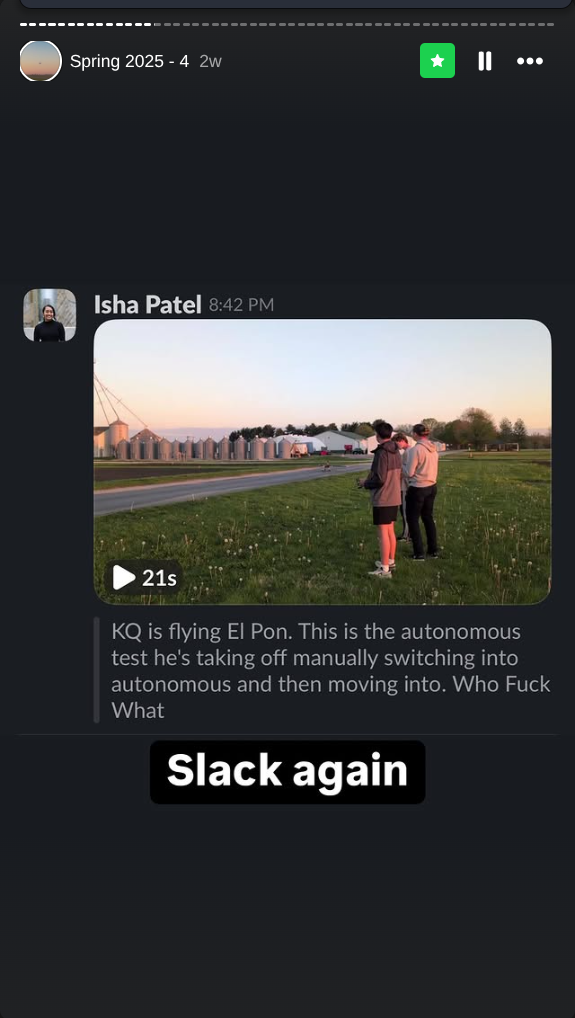 Spring 2025 - 4 2w
Isha Patel 8:42 PM
21s
KQ is flying El Pon. This is the autonomous
test he's taking off manually switching into
autonomous and then moving into. Who Fuck
What
Slack again